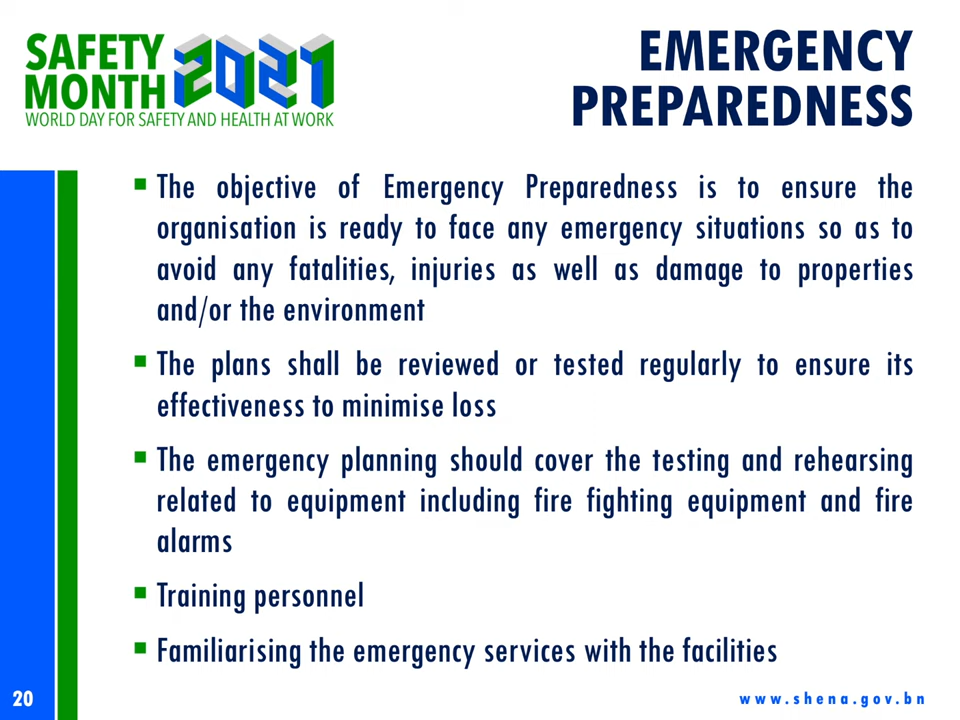 SAFETY
MONTH 2021
WORLD DAY FOR SAFETY AND HEALTH AT WORK
EMERGENCY
PREPAREDNESS
▪ The objective of Emergency Preparedness is to ensure the
organisation is ready to face any emergency situations so as to
avoid any fatalities, injuries as well as damage to properties
and/or the environment
▪ The plans shall be reviewed or tested regularly to ensure its
effectiveness to minimise loss
▪ The emergency planning should cover the testing and rehearsing
related to equipment including fire fighting equipment and fire
alarms
▪ Training personnel
▪ Familiarising the emergency services with the facilities
20
www.shena.gov.bn